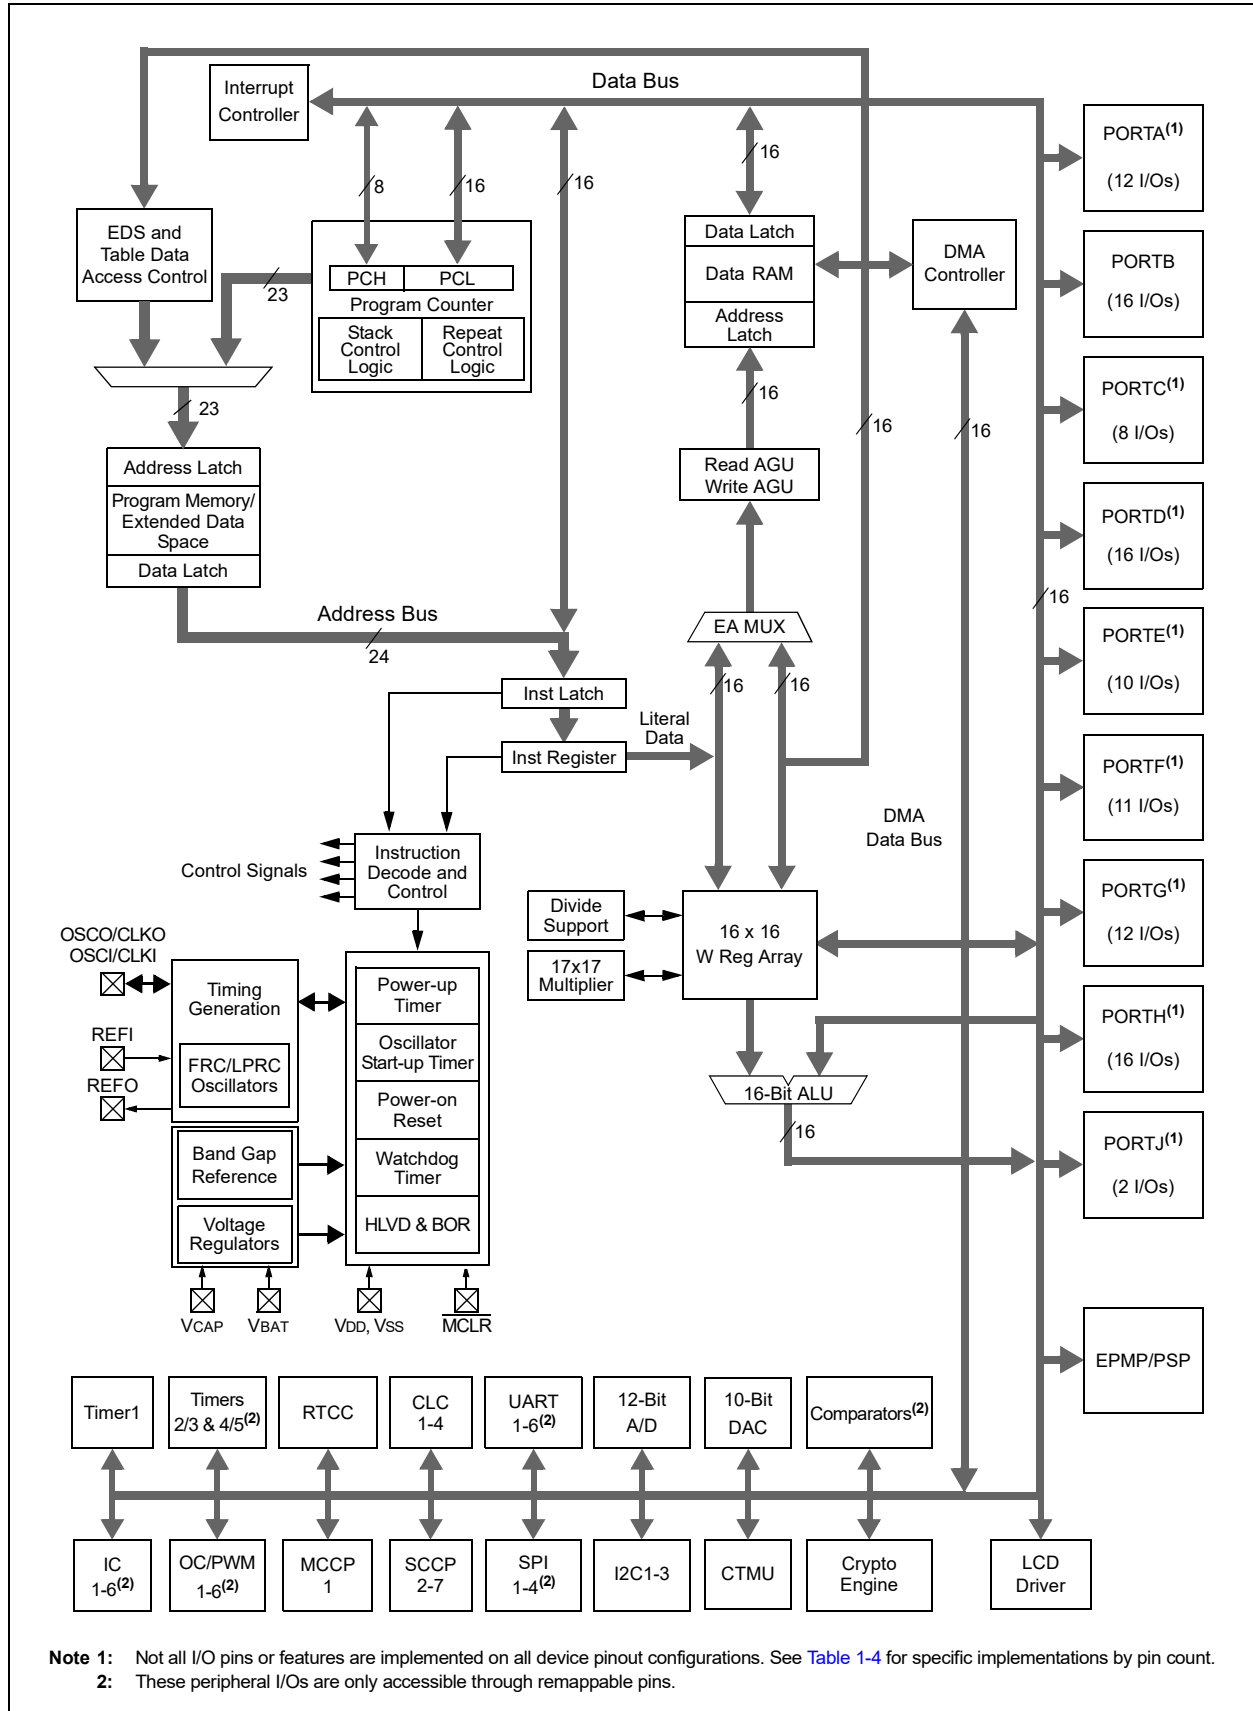 Data Bus
Interrupt
Controller
8
16
16
16
PORTA(1)
(12 I/Os)
EDS and
Table Data
Access Control
23
PCH
PCL
Program Counter
Stack
Control
Logic
Repeat
Control
Logic
Data Latch
Data RAM
Address
Latch
DMA
Controller
PORTB
(16 I/Os)
23
16
16
16
PORTC(1)
(8 I/Os)
Address Latch
Program Memory/
Extended Data
Space
Data Latch
Read AGU
Write AGU
PORTD(1)
(16 I/Os)
16
Address Bus
24
EA MUX
16
16
PORTE(1)
(10 I/Os)
Inst Latch
Inst Register
Literal
Data
PORTF(1)
(11 I/Os)
DMA
Data Bus
Control Signals
Instruction
Decode and
Control
Divide
Support
17x17
Multiplier
16 x 16
W Reg Array
PORTG(1)
(12 I/Os)
OSCO/CLKO
OSCI/CLKI
REFI
REFO
Timing
Generation
FRC/LPRC
Oscillators
Power-up
Timer
Oscillator
Start-up Timer
Power-on
Reset
Watchdog
Timer
HLVD & BOR
16-Bit ALU
16
PORTH(1)
(16 I/Os)
Band Gap
Reference
Voltage
Regulators
PORTJ(1)
(2 I/Os)
VCAP
VBAT
VDD, VSS
MCLR
EPMP/PSP
Timer1
Timers
2/3 & 4/5(2)
RTCC
CLC
1-4
UART
1-6(2)
12-Bit
A/D
10-Bit
DAC
Comparators(2)
IC
1-6(2)
OC/PWM
1-6(2)
MCCP
1
SCCP
2-7
SPI
1-4(2)
I2C1-3
CTMU
Crypto
Engine
LCD
Driver
Note 1: Not all I/O pins or features are implemented on all device pinout configurations. See Table 1-4 for specific implementations by pin count.
2: These peripheral I/Os are only accessible through remappable pins.